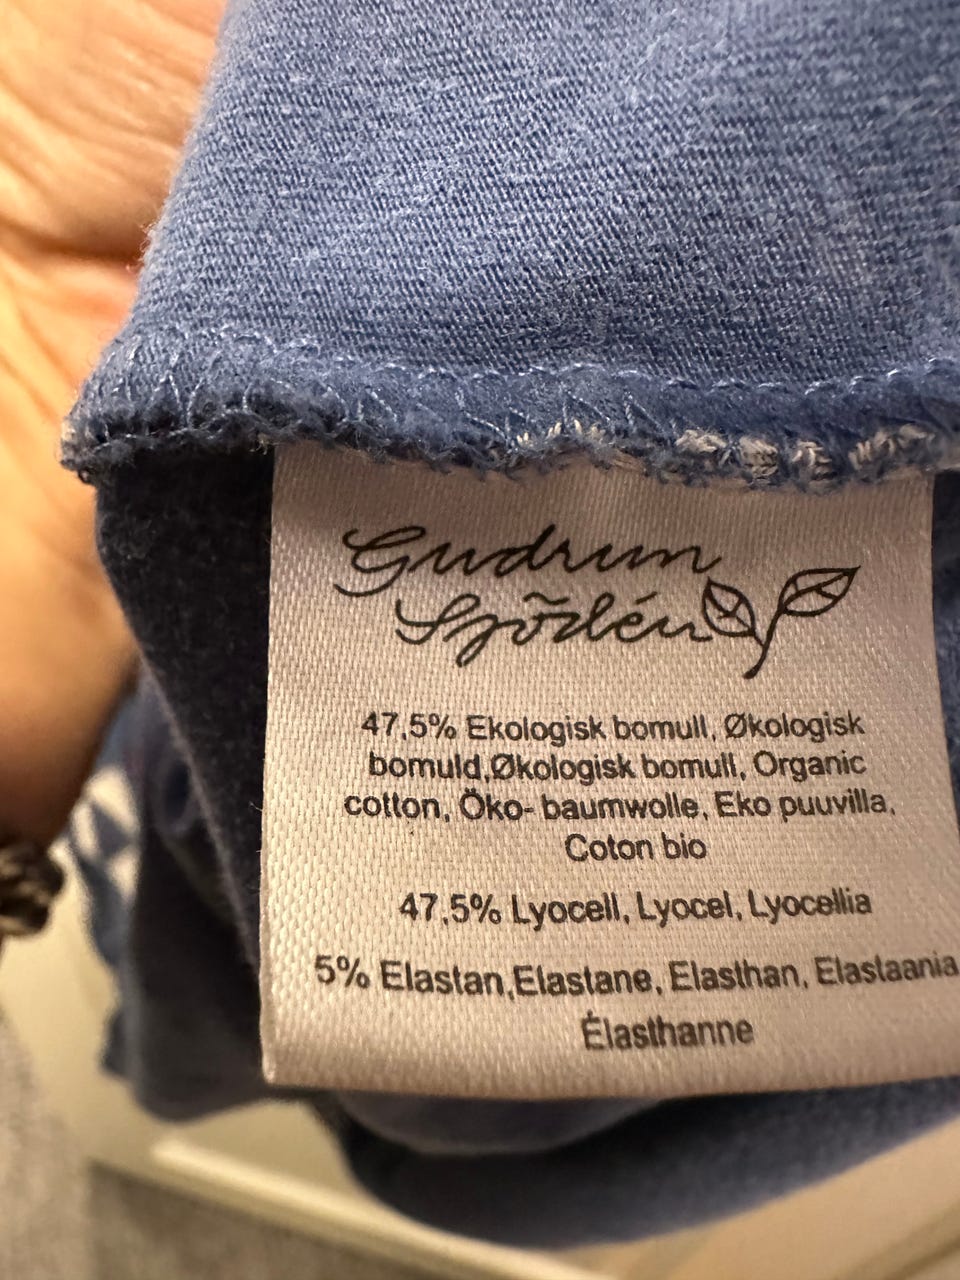 Gudrun
Sjõdén
47,5% Ekologisk bomull, Økologisk
bomuld,Økologisk bomull, Organic
cotton, Öko- baumwolle, Eko puuvilla,
Coton bio
47,5% Lyocell, Lyocel, Lyocellia
5% Elastan,Elastane, Elasthan, Elastaania
Élasthanne